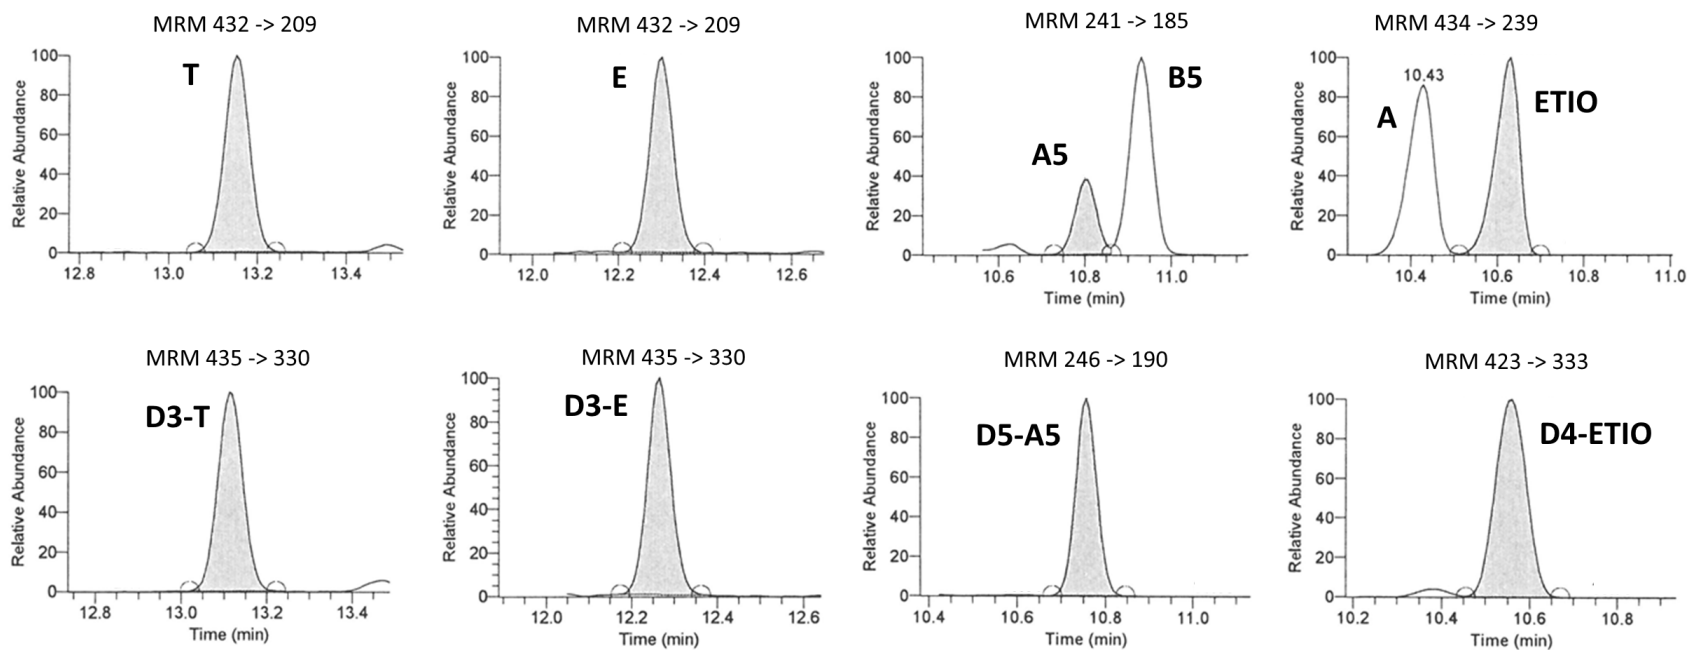 MRM 432 -> 209
T
Relative Abundance
100
80
60
40
20
0
12.8 13.0 13.2 13.4
MRM 432 -> 209
E
Relative Abundance
100
80
60
40
20
0
12.0 12.2 12.4 12.6
MRM 241 -> 185
B5
A5
Relative Abundance
100
80
60
40
20
0
10.6 10.8 11.0
Time (min)
MRM 434 -> 239
10.43
ETIO
A
Relative Abundance
100
80
60
40
20
0
10.4 10.6 10.8 11.0
Time (min)
MRM 435 -> 330
D3-T
Relative Abundance
100
80
60
40
20
0
12.8 13.0 13.2 13.4
Time (min)
MRM 435 -> 330
D3-E
Relative Abundance
100
80
60
40
20
0
12.0 12.2 12.4 12.6
Time (min)
MRM 246 -> 190
D5-A5
Relative Abundance
100
80
60
40
20
0
10.4 10.6 10.8 11.0
Time (min)
MRM 423 -> 333
D4-ETIO
Relative Abundance
100
80
60
40
20
0
10.2 10.4 10.6 10.8
Time (min)